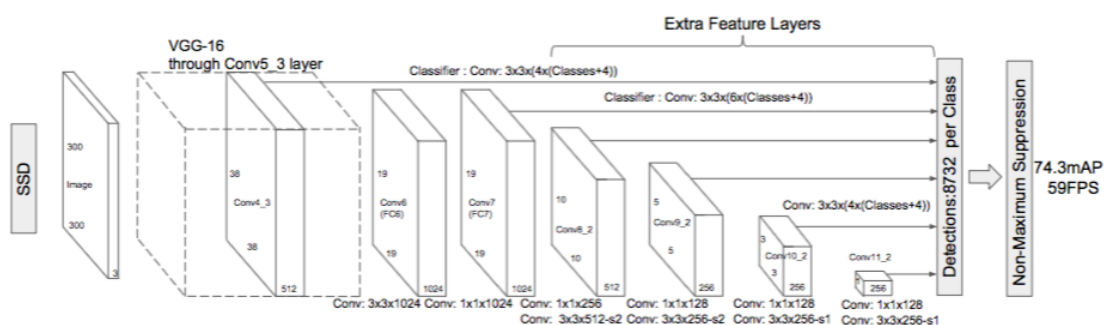 Extra Feature Layers
VGG-16
through Conv5_3 layer
Classifier : Conv: 3x3x(4x(Classes+4))
Classifier : Conv: 3x3x(6x(Classes+4))
SSD
300
Image
300
3
38
Conv4_3
38
512
19
Conv6
(FC6)
19
1024
19
Conv7
(FC7)
19
1024
10
Conv8_2
10
512
5
Conv9_2
5
256
Conv: 3x3x(4x(Classes+4))
3
Conv10_2
3
256
Conv11_2
1
256
Detections:8732 per Class
Non-Maximum Suppression
74.3mAP
59FPS
Conv: 3x3x1024
Conv: 1x1x1024
Conv: 1x1x256
Conv: 3x3x512-s2
Conv: 1x1x128
Conv: 3x3x256-s2
Conv: 1x1x128
Conv: 3x3x256-s1
Conv: 1x1x128
Conv: 3x3x256-s1